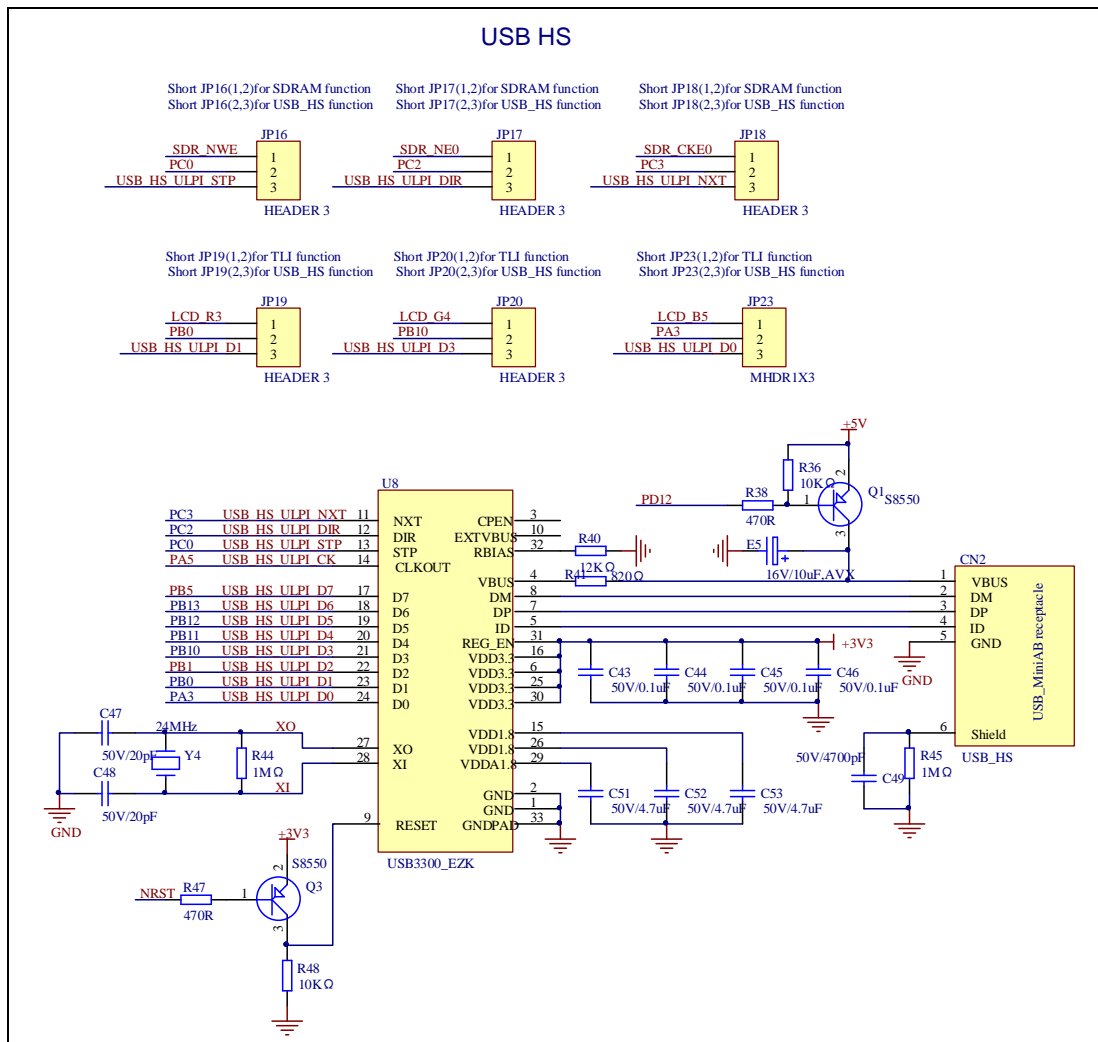 USB HS
Short JP16(1,2)for SDRAM function
Short JP16(2,3)for USB_HS function
Short JP17(1,2)for SDRAM function
Short JP17(2,3)for USB_HS function
Short JP18(1,2)for SDRAM function
Short JP18(2,3)for USB_HS function
JP16
SDR_NWE 1
PC0 2
USB_HS_ULPI_STP 3
HEADER 3
JP17
SDR_NE0 1
PC2 2
USB_HS_ULPI_DIR 3
HEADER 3
JP18
SDR_CKE0 1
PC3 2
USB_HS_ULPI_NXT 3
HEADER 3
Short JP19(1,2)for TLI function
Short JP19(2,3)for USB_HS function
Short JP20(1,2)for TLI function
Short JP20(2,3)for USB_HS function
Short JP23(1,2)for TLI function
Short JP23(2,3)for USB_HS function
JP19
LCD_R3 1
PB0 2
USB_HS_ULPI_D1 3
HEADER 3
JP20
LCD_G4 1
PB10 2
USB_HS_ULPI_D3 3
HEADER 3
JP23
LCD_B5 1
PA3 2
USB_HS_ULPI_D0 3
MHDR1X3
+5V
R36
10KΩ
2
Q1
S8550
1
3
PD12
R38
470R
E5
+
16V/10uF,AVX
U8
PC3 USB_HS_ULPI_NXT 11 NXT
PC2 USB_HS_ULPI_DIR 12 DIR
PC0 USB_HS_ULPI_STP 13 STP
PA5 USB_HS_ULPI_CK 14 CLKOUT
PB5 USB_HS_ULPI_D7 17 D7
PB13 USB_HS_ULPI_D6 18 D6
PB12 USB_HS_ULPI_D5 19 D5
PB11 USB_HS_ULPI_D4 20 D4
PB10 USB_HS_ULPI_D3 21 D3
PB1 USB_HS_ULPI_D2 22 D2
PB0 USB_HS_ULPI_D1 23 D1
PA3 USB_HS_ULPI_D0 24 D0
XO 27 XO
XI 28 XI
9 RESET
CPEN 3
EXTVBUS 10
RBIAS 32
VBUS 4
DM 8
DP 7
ID 5
REG_EN 31
VDD3.3 16
VDD3.3 6
VDD3.3 25
VDD3.3 30
VDD1.8 15
VDD1.8 26
VDDA1.8 29
GND 2
GND 1
GNDPAD 33
USB3300_EZK
R40
12KΩ
R41
820Ω
CN2
1 VBUS
2 DM
3 DP
4 ID
5 GND
6 Shield
USB_MiniAB receptacle
USB_HS
GND
+3V3
C43
50V/0.1uF
C44
50V/0.1uF
C45
50V/0.1uF
C46
50V/0.1uF
C51
50V/4.7uF
C52
50V/4.7uF
C53
50V/4.7uF
50V/4700pF
C49
R45
1MΩ
C47
50V/20pF
24MHz
Y4
R44
1MΩ
C48
50V/20pF
GND
+3V3
S8550
2
Q3
NRST
R47
470R
1
3
R48
10KΩ